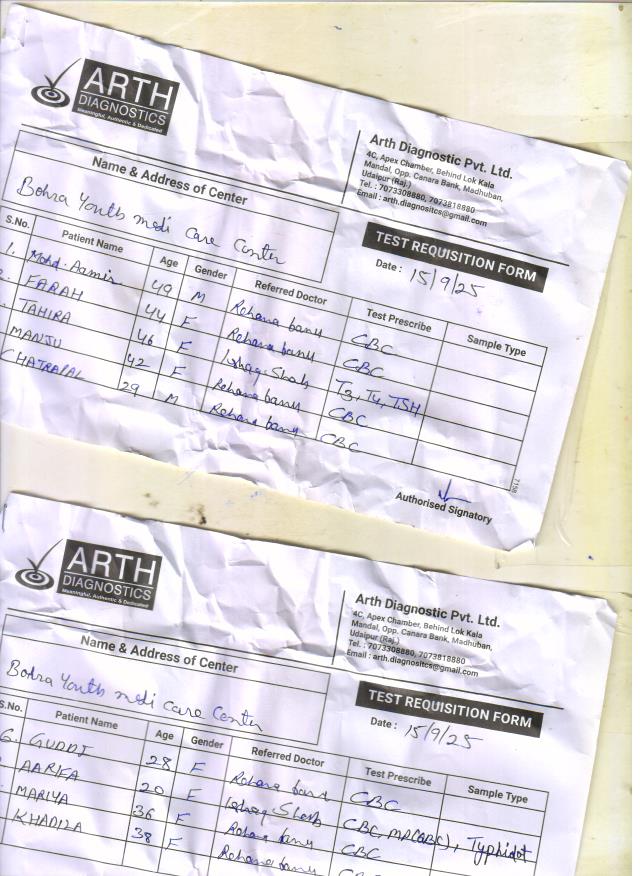 ARTH
DIAGNOSTICS
Meaningful, Authentic & Dedicated
Arth Diagnostic Pvt. Ltd.
4C, Apex Chamber, Behind Lok Kala
Mandal, Opp. Canara Bank, Madhuban,
Udaipur (Raj.)
Tel. : 7073308880, 7073818880
Email : arth.diagnositcs@gmail.com
Name & Address of Center
Bohra Youth medi Care Center
TEST REQUISITION FORM
Date : 15/9/25
S.No. Patient Name Age Gender Referred Doctor Test Prescribe Sample Type
1. Mohd. Aamir 49 M Rehana banu CBC
FARAH 44 F Rehana banu CBC
TAHIRA 46 F Ishaq Shah T3, T4, TSH
MANJU 42 F Rehana banu CBC
CHATRAPAL 29 M Rehana banu CBC
7158
Authorised Signatory
ARTH
DIAGNOSTICS
Meaningful, Authentic & Dedicated
Arth Diagnostic Pvt. Ltd.
4C, Apex Chamber, Behind Lok Kala
Mandal, Opp. Canara Bank, Madhuban,
Udaipur (Raj.)
Tel. : 7073308880, 7073818880
Email : arth.diagnositcs@gmail.com
Name & Address of Center
Bohra Youth medi Care Center
TEST REQUISITION FORM
Date : 15/9/25
S.No. Patient Name Age Gender Referred Doctor Test Prescribe Sample Type
6. GUDDI 28 F Rehana banu CBC
AARIFA 20 F Ishaq Shah CBC, MP(QBC), Typhidot
MARIYA 36 F Rehana banu CBC
KHADIZA 38 F Rehana banu CBC